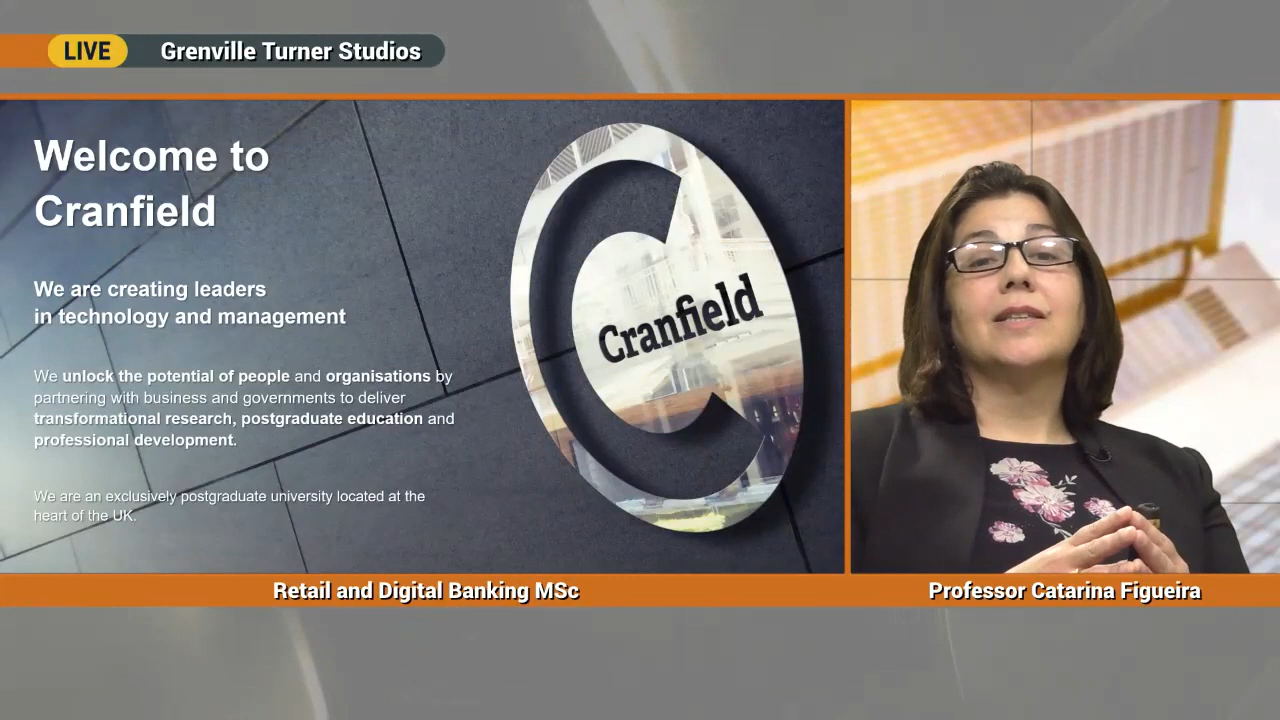 LIVE
Grenville Turner Studios
Welcome to
Cranfield
We are creating leaders
in technology and management
We unlock the potential of people and organisations by
partnering with business and governments to deliver
transformational research, postgraduate education and
professional development.
We are an exclusively postgraduate university located at the
heart of the UK.
Cranfield
Retail and Digital Banking MSc
Professor Catarina Figueira